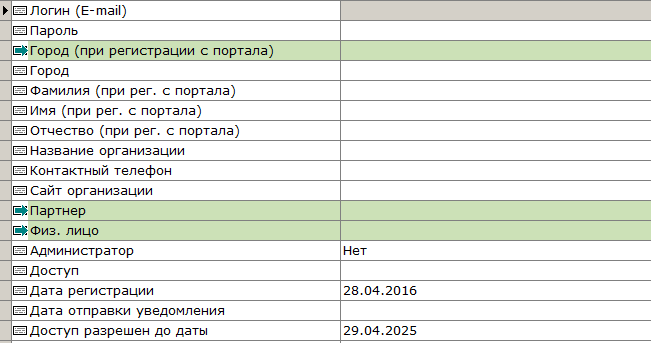 Логин (E-mail)
Пароль
Город (при регистрации с портала)
Город
Фамилия (при рег. с портала)
Имя (при рег. с портала)
Отчество (при рег. с портала)
Название организации
Контактный телефон
Сайт организации
Партнер
Физ. лицо
Администратор Нет
Доступ
Дата регистрации 28.04.2016
Дата отправки уведомления
Доступ разрешен до даты 29.04.2025